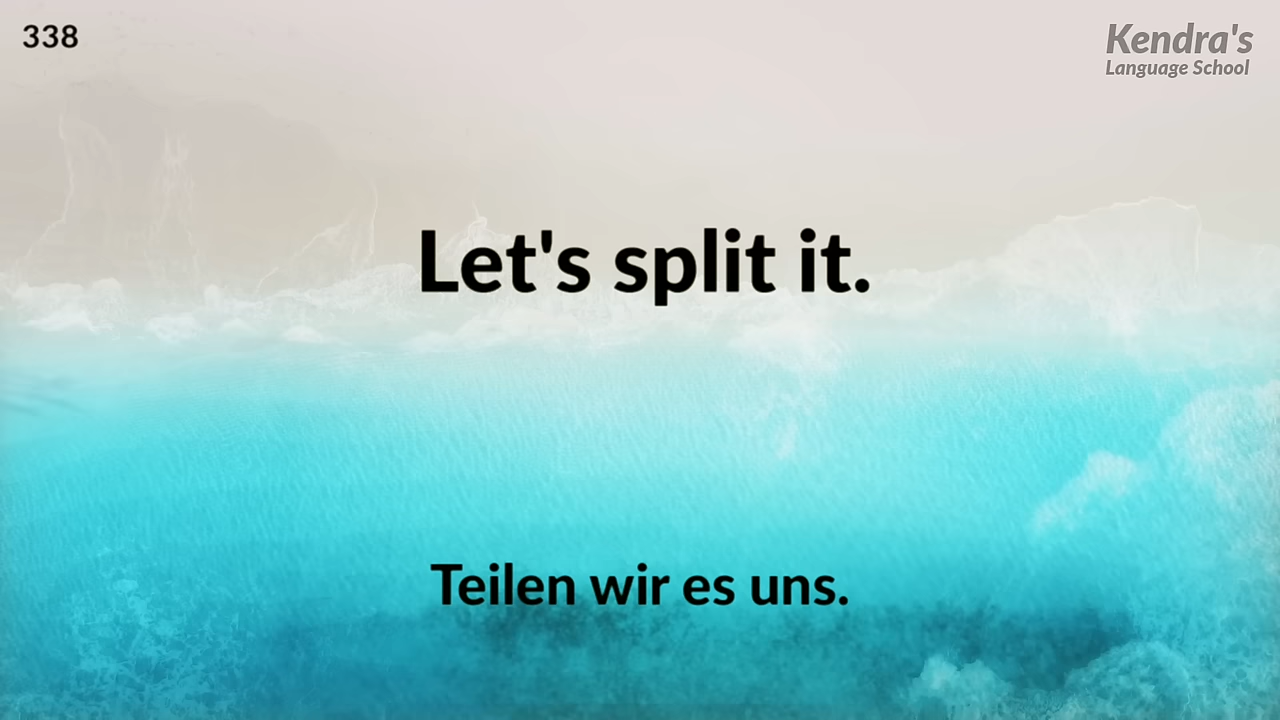 338
Kendra's
Language School
Let's split it.
Teilen wir es uns.